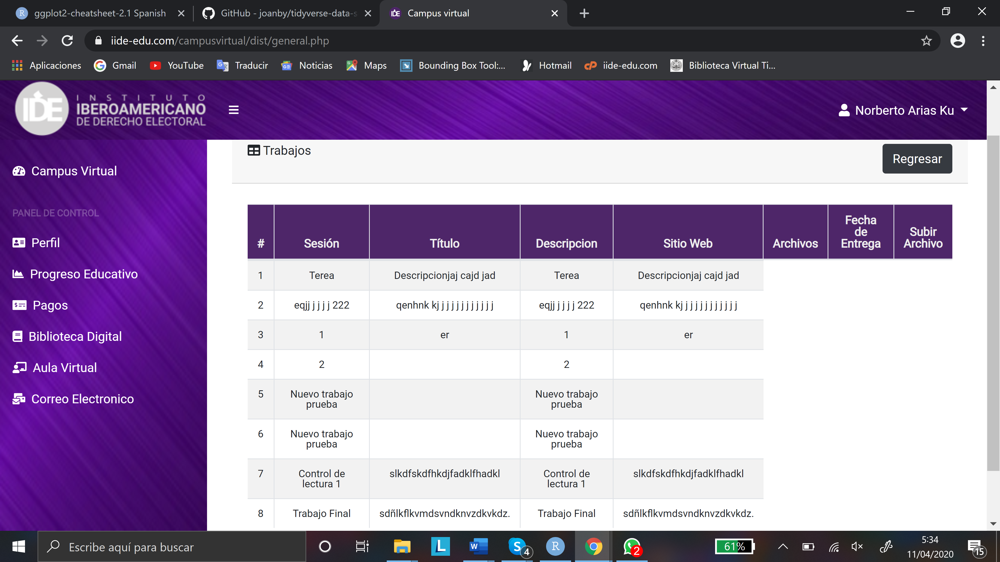 ggplot2-cheatsheet-2.1 Spanish
GitHub - joanby/tidyverse-data-s
Campus virtual
iide-edu.com/campusvirtual/dist/general.php
Aplicaciones Gmail YouTube Traducir Noticias Maps Bounding Box Tool:... Hotmail iide-edu.com Biblioteca Virtual Ti...
IDE
INSTITUTO
IBEROAMERICANO
DE DERECHO ELECTORAL
Norberto Arias Ku
Campus Virtual
PANEL DE CONTROL
Perfil
Progreso Educativo
Pagos
Biblioteca Digital
Aula Virtual
Correo Electronico
Trabajos
Regresar
# Sesión Título Descripcion Sitio Web Archivos Fecha de Entrega Subir Archivo
1 Terea Descripcionjaj cajd jad Terea Descripcionjaj cajd jad
2 eqjj j j j j 222 qenhnk kj j j j j j j j j j j j eqjj j j j j 222 qenhnk kj j j j j j j j j j j j
3 1 er 1 er
4 2 2
5 Nuevo trabajo prueba Nuevo trabajo prueba
6 Nuevo trabajo prueba Nuevo trabajo prueba
7 Control de lectura 1 slkdfskdfhkdjfadklfhadkl Control de lectura 1 slkdfskdfhkdjfadklfhadkl
8 Trabajo Final sdñlkflkvmdsvndknvzdkvkdz. Trabajo Final sdñlkflkvmdsvndknvzdkvkdz.
Escribe aquí para buscar
4
2
61%
5:34
11/04/2020
15